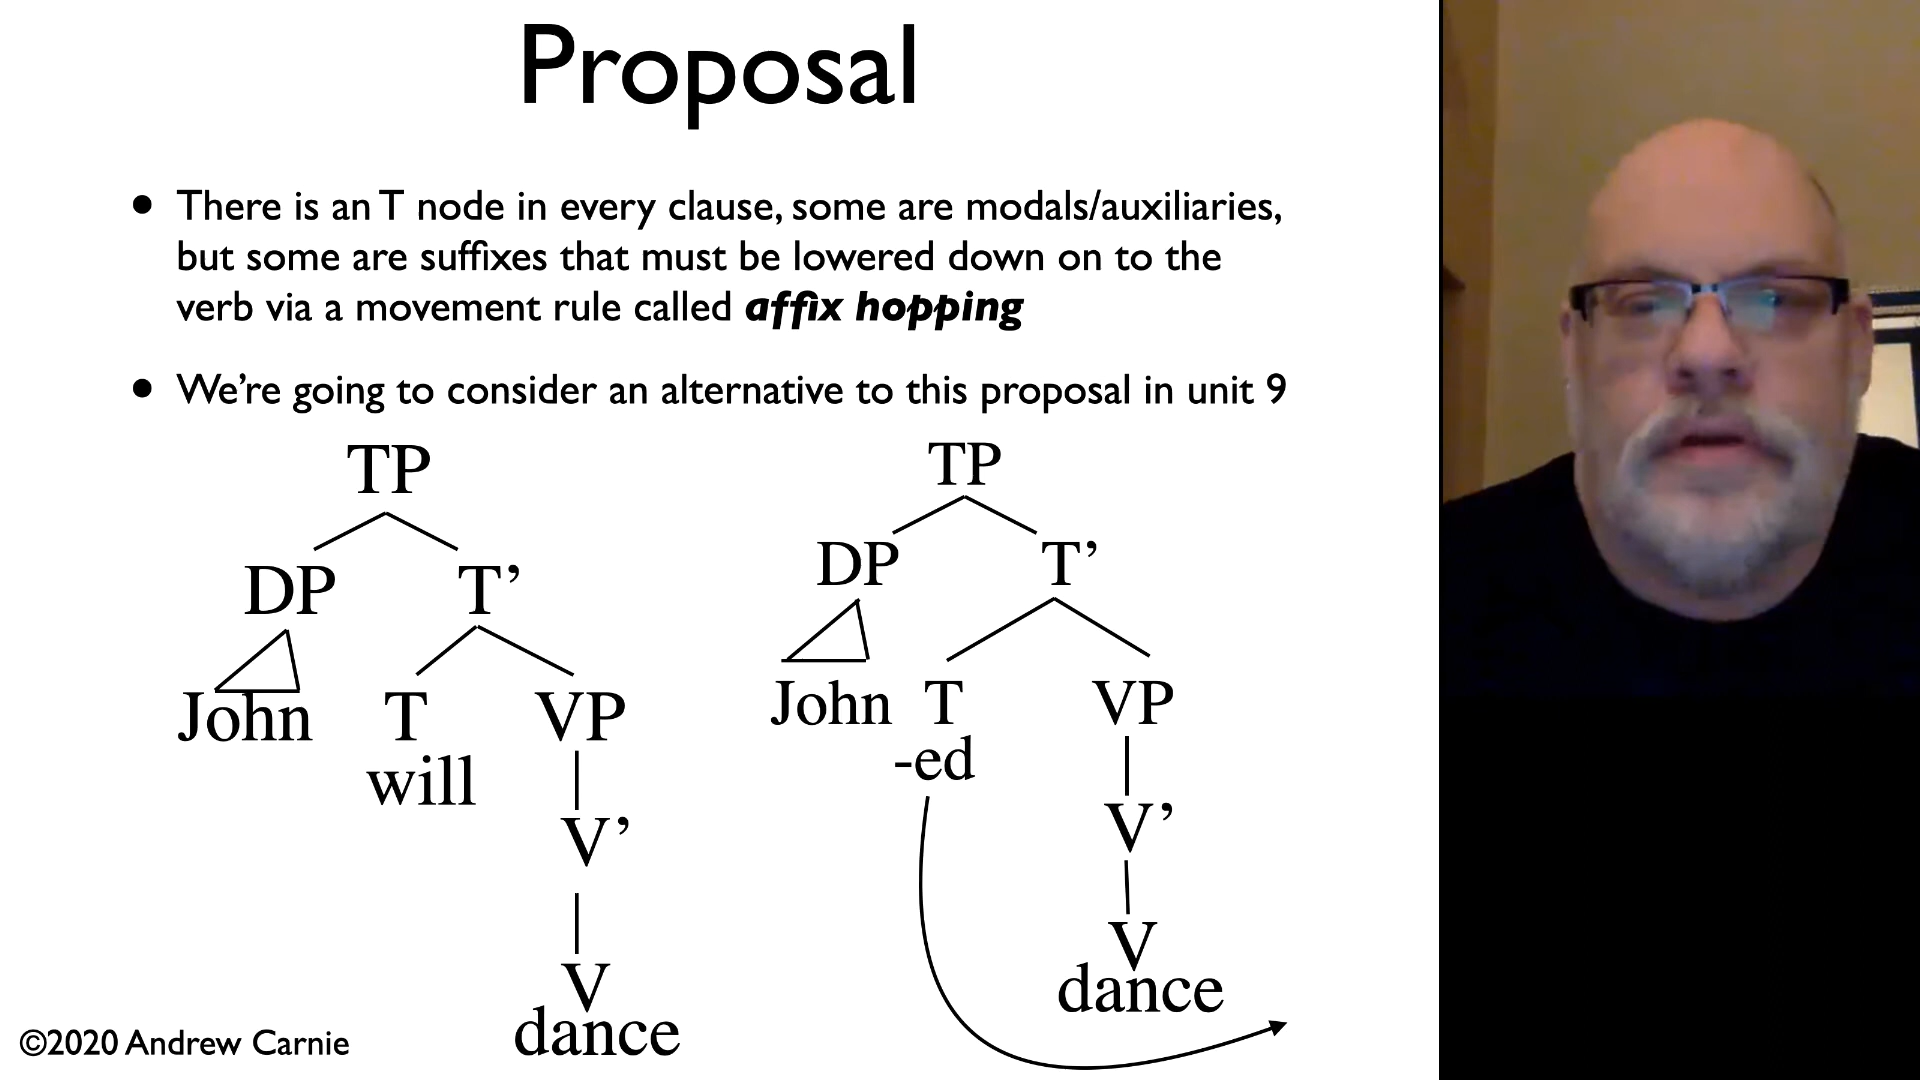 Proposal
• There is an T node in every clause, some are modals/auxiliaries,
but some are suffixes that must be lowered down on to the
verb via a movement rule called affix hopping
• We're going to consider an alternative to this proposal in unit 9
TP
DP T’
John T VP
will
V’
V
dance
TP
DP T’
John T VP
-ed
V’
V
dance
©2020 Andrew Carnie